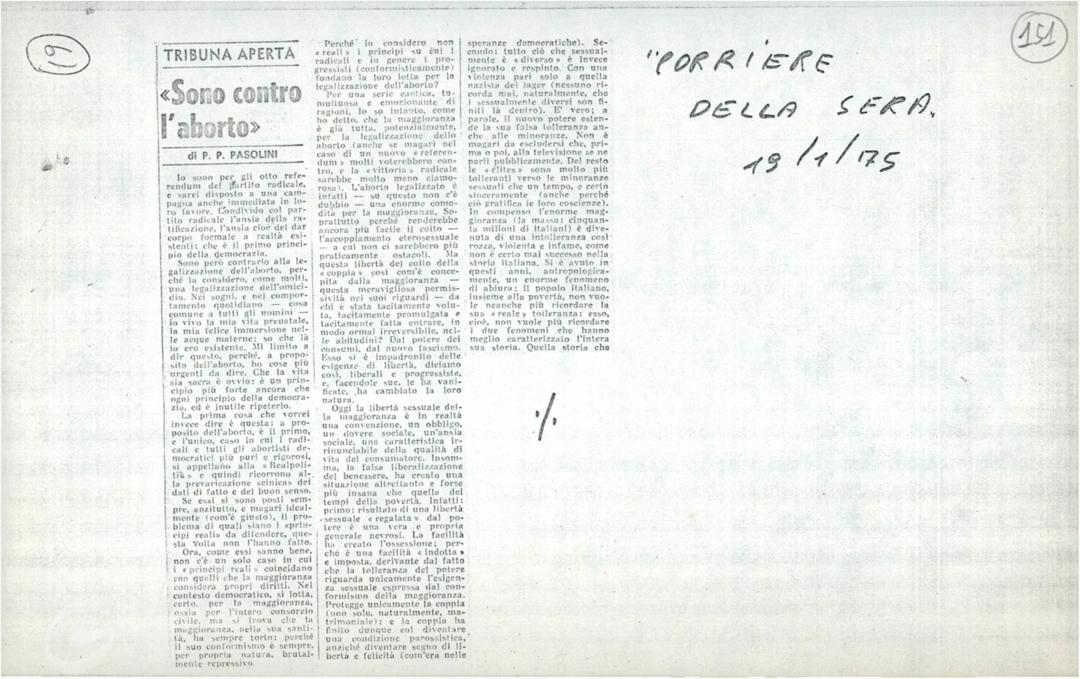 19
TRIBUNA APERTA
«Sono contro
l'aborto»
di P. P. PASOLINI
Io sono per gli otto refe-
rendum del partito radicale,
e sarei disposto a una cam-
pagna anche immediata in lo-
ro favore. Condivido col par-
tito radicale l'ansia della ra-
tificazione, l'ansia cioè del dar
corpo formale a realtà esi-
stenti: che è il primo princi-
pio della democrazia.
Sono però contrario alla le-
galizzazione dell'aborto, per-
ché la considero, come molti,
una legalizzazione dell'omici-
dio. Nei sogni, e nel compor-
tamento quotidiano — cosa
comune a tutti gli uomini —
io vivo la mia vita prenatale,
la mia felice immersione nel-
le acque materne: so che là
io ero esistente. Mi limito a
dir questo, perché, a propo-
sito dell'aborto, ho cose più
urgenti da dire. Che la vita
sia sacra è ovvio: è un prin-
cipio più forte ancora che
ogni principio della democra-
zia, ed è inutile ripeterlo.
La prima cosa che vorrei
invece dire è questa: a pro-
posito dell'aborto, è il primo,
e l'unico, caso in cui i radi-
cali e tutti gli abortisti de-
mocratici più puri e rigorosi,
si appellano alla «Realpoli-
tik» e quindi ricorrono al-
la prevaricazione «cinica» dei
dati di fatto e del buon senso.
Se essi si sono posti sem-
pre, anzitutto, e magari ideal-
mente (com'è giusto), il pro-
blema di quali siano i «prin-
cipi reali» da difendere, que-
sta volta non l'hanno fatto.
Ora, come essi sanno bene,
non c'è un solo caso in cui
i «principi reali» coincidano
con quelli che la maggioranza
considera propri diritti. Nel
contesto democratico, si lotta,
certo, per la maggioranza,
ossia per l'intero consorzio
civile, ma si trova che la
maggioranza, nella sua santi-
tà, ha sempre torto: perché
il suo conformismo è sempre,
per propria natura, brutal-
mente repressivo.
Perché io considero non
«reali» i principi su cui i
radicali e in genere i pro-
gressisti (conformisticamente)
fondano la loro lotta per la
legalizzazione dell'aborto?
Per una serie caotica, tu-
multuosa e emozionante di
ragioni. Io so intanto, come
ho detto, che la maggioranza
è già tutta, potenzialmente,
per la legalizzazione dello
aborto (anche se magari nel
caso di un nuovo «referen-
dum» molti voterebbero con-
tro, e la «vittoria» radicale
sarebbe molto meno clamo-
rosa). L'aborto legalizzato è
infatti — su questo non c'è
dubbio — una enorme como-
dità per la maggioranza. So-
prattutto perché renderebbe
ancora più facile il coito —
l'accoppiamento eterosessuale
— a cui non ci sarebbero più
praticamente ostacoli. Ma
questa libertà del coito della
«coppia» così com'è conce-
pita dalla maggioranza —
questa meravigliosa permis-
sività nei suoi riguardi — da
chi è stata tacitamente volu-
ta, tacitamente promulgata e
tacitamente fatta entrare, in
modo ormai irreversibile, nel-
le abitudini? Dal potere dei
consumi, dal nuovo fascismo.
Esso si è impadronito delle
esigenze di libertà, diciamo
così, liberali e progressiste,
e, facendole sue, le ha vani-
ficate, ha cambiato la loro
natura.
Oggi la libertà sessuale del-
la maggioranza è in realtà
una convenzione, un obbligo,
un dovere sociale, un'ansia
sociale, una caratteristica ir-
rinunciabile della qualità di
vita del consumatore. Insom-
ma, la falsa liberalizzazione
del benessere, ha creato una
situazione altrettanto e forse
più insana che quella dei
tempi della povertà. Infatti:
primo: risultato di una libertà
sessuale «regalata» dal po-
tere è una vera e propria
generale nevrosi. La facilità
ha creato l'ossessione; per-
ché è una facilità «indotta»
e imposta, derivante dal fatto
che la tolleranza del potere
riguarda unicamente l'esigen-
za sessuale espressa dal con-
formismo della maggioranza.
Protegge unicamente la coppia
(non solo, naturalmente, ma-
trimoniale): e la coppia ha
finito dunque col diventare
una condizione parossistica,
anziché diventare segno di li-
bertà e felicità (com'era nelle
speranze democratiche). Se-
condo: tutto ciò che sessual-
mente è «diverso» è invece
ignorato e respinto. Con una
violenza pari solo a quella
nazista dei lager (nessuno ri-
corda mai, naturalmente, che
i sessualmente diversi son fi-
niti là dentro). E' vero; a
parole, il nuovo potere esten-
de la sua falsa tolleranza an-
che alle minoranze. Non è
magari da escludersi che, pri-
ma o poi, alla televisione se ne
parli pubblicamente. Del resto
le «élites» sono molto più
tolleranti verso le minoranze
sessuali che un tempo, e certo
sinceramente (anche perché
ciò gratifica le loro coscienze).
In compenso l'enorme mag-
gioranza (la massa: cinquan-
ta milioni di italiani) è dive-
nuta di una intolleranza così
rozza, violenta e infame, come
non è certo mai successo nella
storia italiana. Si è avuto in
questi anni, antropologica-
mente, un enorme fenomeno
di abiura: il popolo italiano,
insieme alla povertà, non vuo-
le neanche più ricordare la
sua «reale» tolleranza: esso,
cioè, non vuole più ricordare
i due fenomeni che hanno
meglio caratterizzato l'intera
sua storia. Quella storia che
·/.
"CORRIERE
DELLA SERA.
19/1/75
151